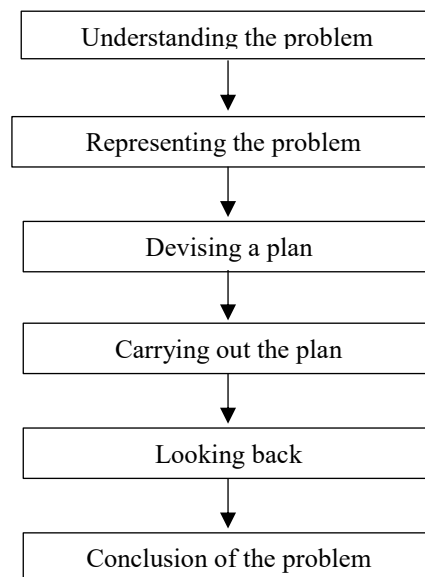 Understanding the problem
Representing the problem
Devising a plan
Carrying out the plan
Looking back
Conclusion of the problem